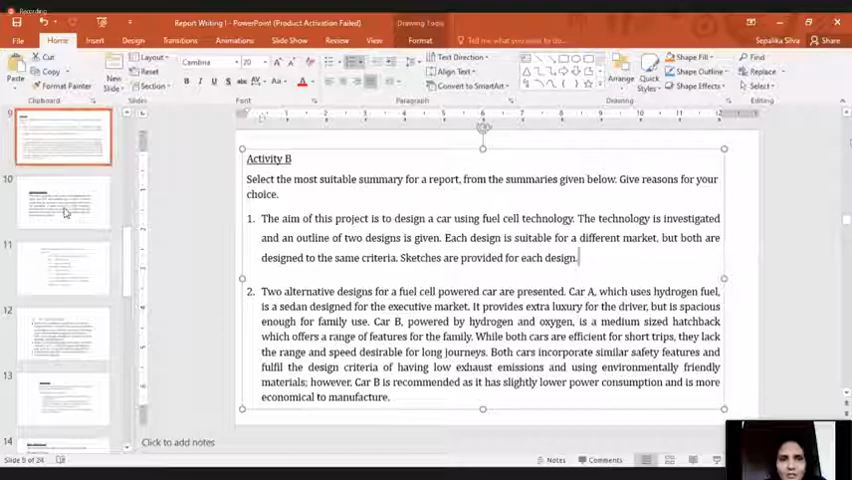 Recording
Report Writing I - PowerPoint (Product Activation Failed)
Drawing Tools
File Home Insert Design Transitions Animations Slide Show Review View Format Tell me what you want to do... Sepalika Silva Share
Cut
Copy
Format Painter
Paste
Clipboard
New
Slides
Layout
Reset
Section
Slides
Cambria 20
Font
Paragraph
Text Direction
Align Text
Convert to SmartArt
Arrange
Quick
Styles
Shape Fill
Shape Outline
Shape Effects
Drawing
Find
Replace
Select
Editing
9
10
11
12
13
14
Activity B
Select the most suitable summary for a report, from the summaries given below. Give reasons for your
choice.
1. The aim of this project is to design a car using fuel cell technology. The technology is investigated
and an outline of two designs is given. Each design is suitable for a different market, but both are
designed to the same criteria. Sketches are provided for each design.
2. Two alternative designs for a fuel cell powered car are presented. Car A, which uses hydrogen fuel,
is a sedan designed for the executive market. It provides extra luxury for the driver, but is spacious
enough for family use. Car B, powered by hydrogen and oxygen, is a medium sized hatchback
which offers a range of features for the family. While both cars are efficient for short trips, they lack
the range and speed desirable for long journeys. Both cars incorporate similar safety features and
fulfil the design criteria of having low exhaust emissions and using environmentally friendly
materials; however, Car B is recommended as it has slightly lower power consumption and is more
economical to manufacture.
Click to add notes
Slide 9 of 24
Notes Comments